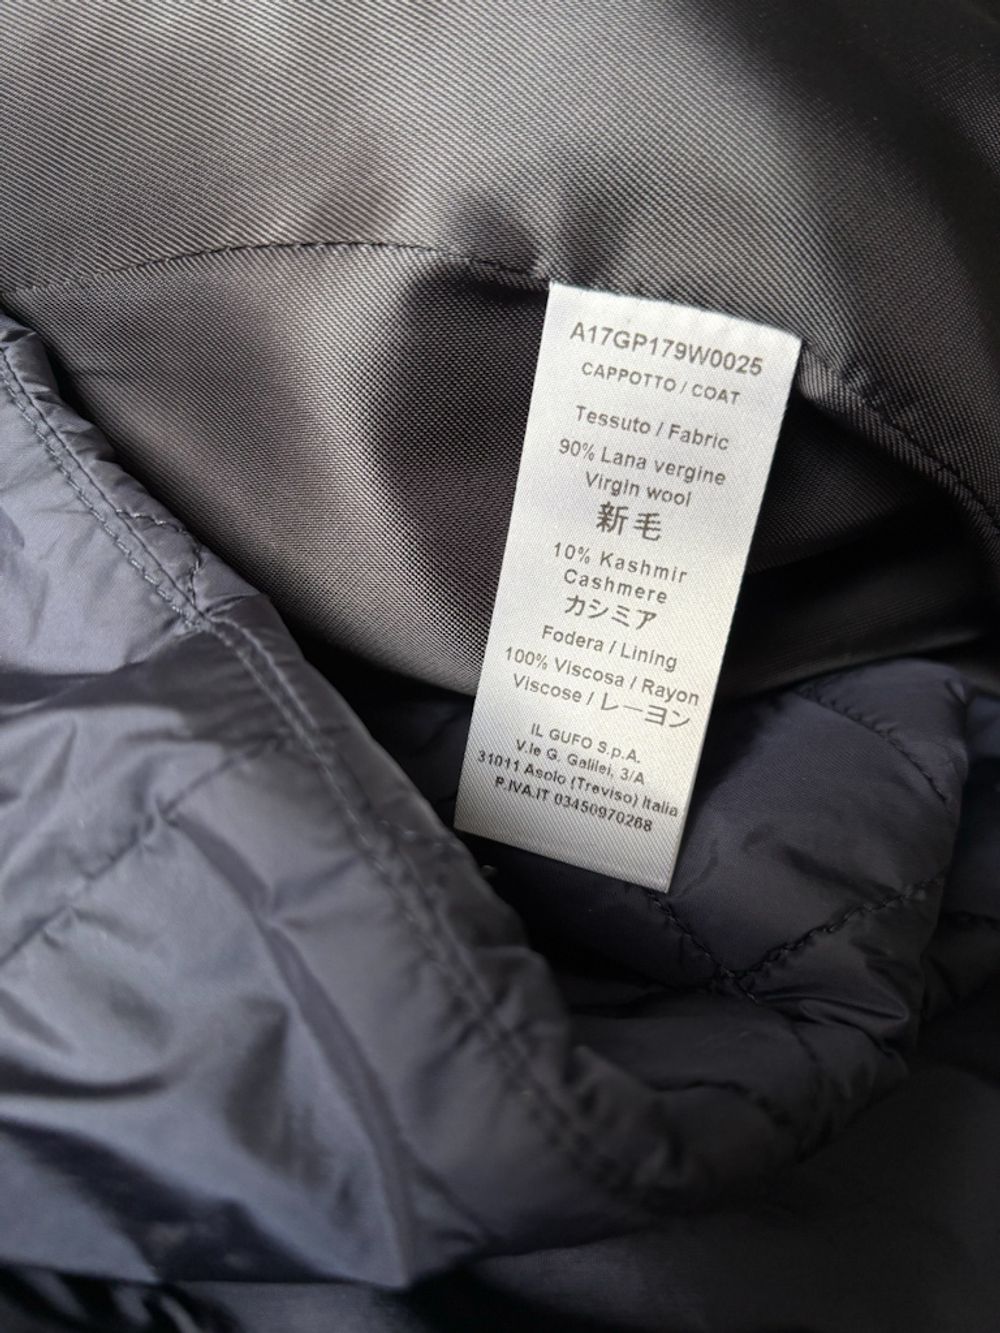 A17GP179W0025
CAPPOTTO / COAT
Tessuto / Fabric
90% Lana vergine
Virgin wool
新毛
10% Kashmir
Cashmere
カシミア
Fodera / Lining
100% Viscosa / Rayon
Viscose / レーヨン
IL GUFO S.p.A.
V.le G. Galilei, 3/A
31011 Asolo (Treviso) Italia
P.IVA.IT 03450970268